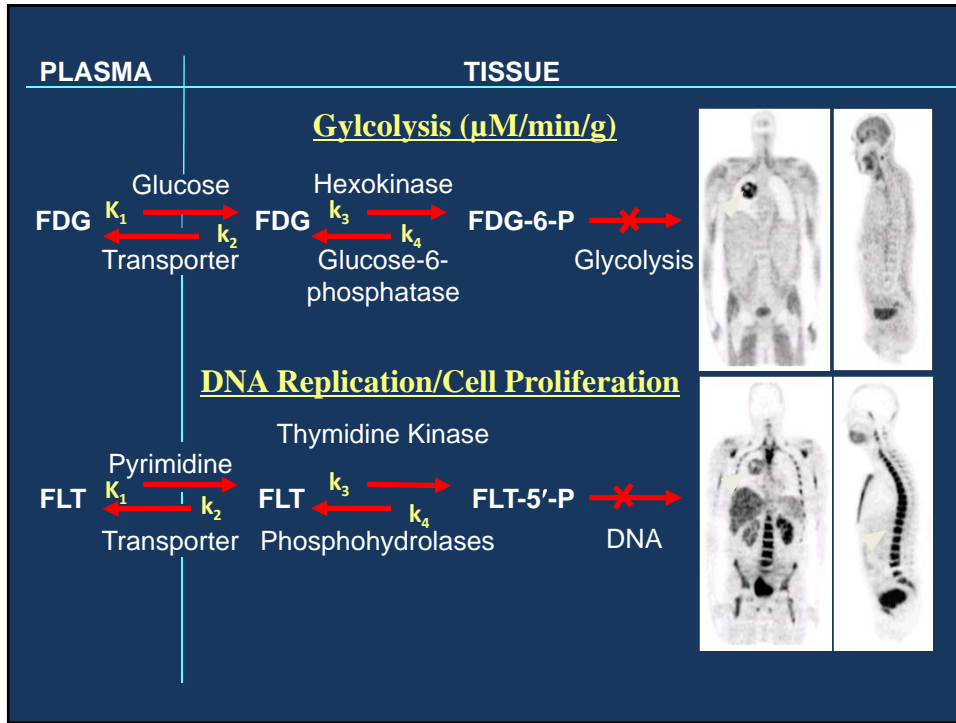 PLASMA TISSUE
Gylcolysis (µM/min/g)
Glucose Hexokinase
FDG K₁ k₂ FDG k₃ k₄ FDG-6-P
Transporter Glucose-6- Glycolysis
phosphatase
DNA Replication/Cell Proliferation
Thymidine Kinase
Pyrimidine
FLT K₁ k₂ FLT k₃ k₄ FLT-5′-P
Transporter Phosphohydrolases DNA